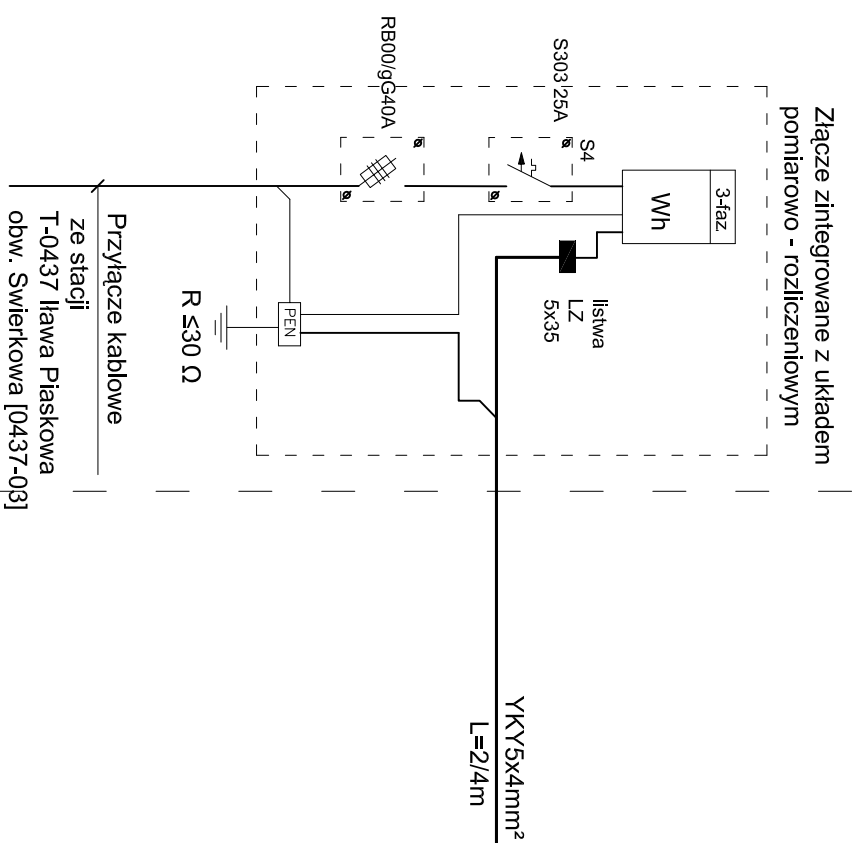 Złącze zintegrowane z układem
pomiarowo - rozliczeniowym
3-faz
Wh
S4
S303 25A
RB00/gG40A
listwa
LZ
5x35
PEN
R ≤30 Ω
Przyłącze kablowe
ze stacji
T-0437 Iława Piaskowa
obw. Swierkowa [0437-03]
YKY5x4mm²
L=2/4m